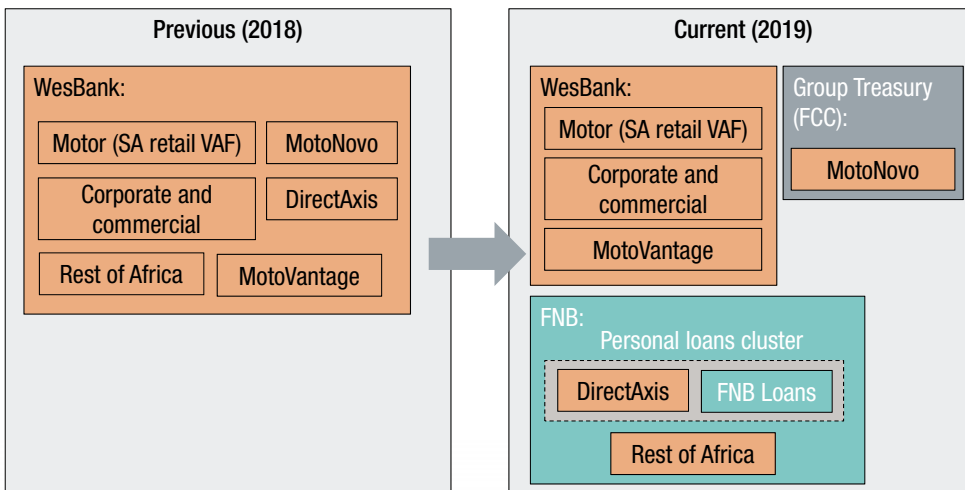 Previous (2018)
WesBank:
Motor (SA retail VAF)
MotoNovo
Corporate and
commercial
DirectAxis
Rest of Africa
MotoVantage
Current (2019)
WesBank:
Motor (SA retail VAF)
Corporate and
commercial
MotoVantage
Group Treasury
(FCC):
MotoNovo
FNB:
Personal loans cluster
DirectAxis
FNB Loans
Rest of Africa